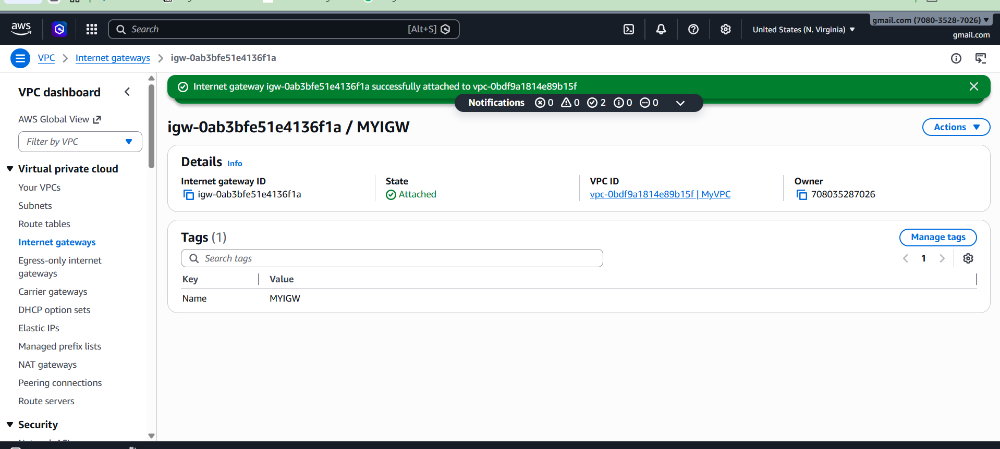 aws
Search [Alt+S]
United States (N. Virginia)
gmail.com (7080-3528-7026)
gmail.com
VPC
Internet gateways
igw-0ab3bfe51e4136f1a
VPC dashboard
AWS Global View
Filter by VPC
Virtual private cloud
Your VPCs
Subnets
Route tables
Internet gateways
Egress-only internet
gateways
Carrier gateways
DHCP option sets
Elastic IPs
Managed prefix lists
NAT gateways
Peering connections
Route servers
Security
Internet gateway igw-0ab3bfe51e4136f1a successfully attached to vpc-0bdf9a1814e89b15f
Notifications 0 0 2 0 0
igw-0ab3bfe51e4136f1a / MYIGW
Actions
Details Info
Internet gateway ID
igw-0ab3bfe51e4136f1a
State
Attached
VPC ID
vpc-0bdf9a1814e89b15f | MyVPC
Owner
708035287026
Tags (1)
Manage tags
Search tags
1
Key Value
Name MYIGW